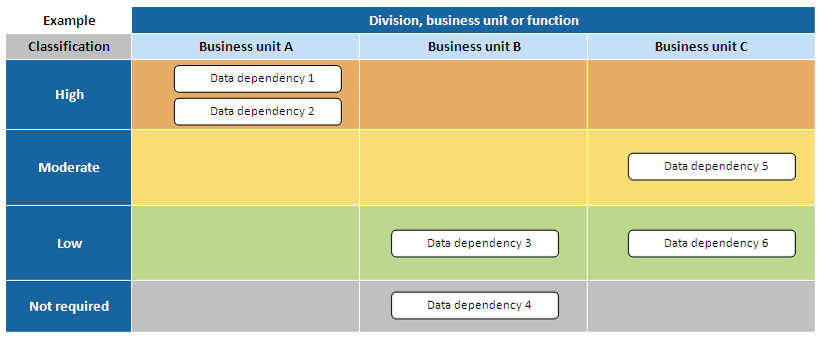 Example
Division, business unit or function
Classification
Business unit A
Business unit B
Business unit C
High
Data dependency 1
Data dependency 2
Moderate
Data dependency 5
Low
Data dependency 3
Data dependency 6
Not required
Data dependency 4